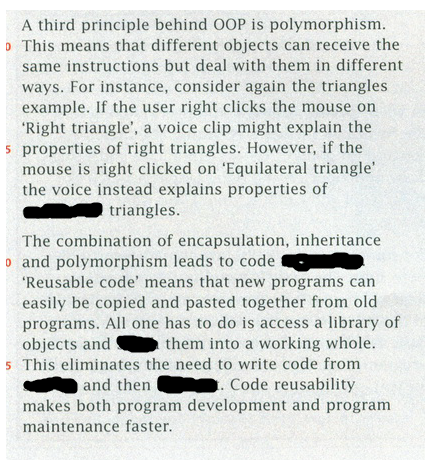 A third principle behind OOP is polymorphism.
0 This means that different objects can receive the
same instructions but deal with them in different
ways. For instance, consider again the triangles
example. If the user right clicks the mouse on
‘Right triangle’, a voice clip might explain the
5 properties of right triangles. However, if the
mouse is right clicked on ‘Equilateral triangle’
the voice instead explains properties of
triangles.
The combination of encapsulation, inheritance
0 and polymorphism leads to code
‘Reusable code’ means that new programs can
easily be copied and pasted together from old
programs. All one has to do is access a library of
objects and them into a working whole.
5 This eliminates the need to write code from
and then . Code reusability
makes both program development and program
maintenance faster.